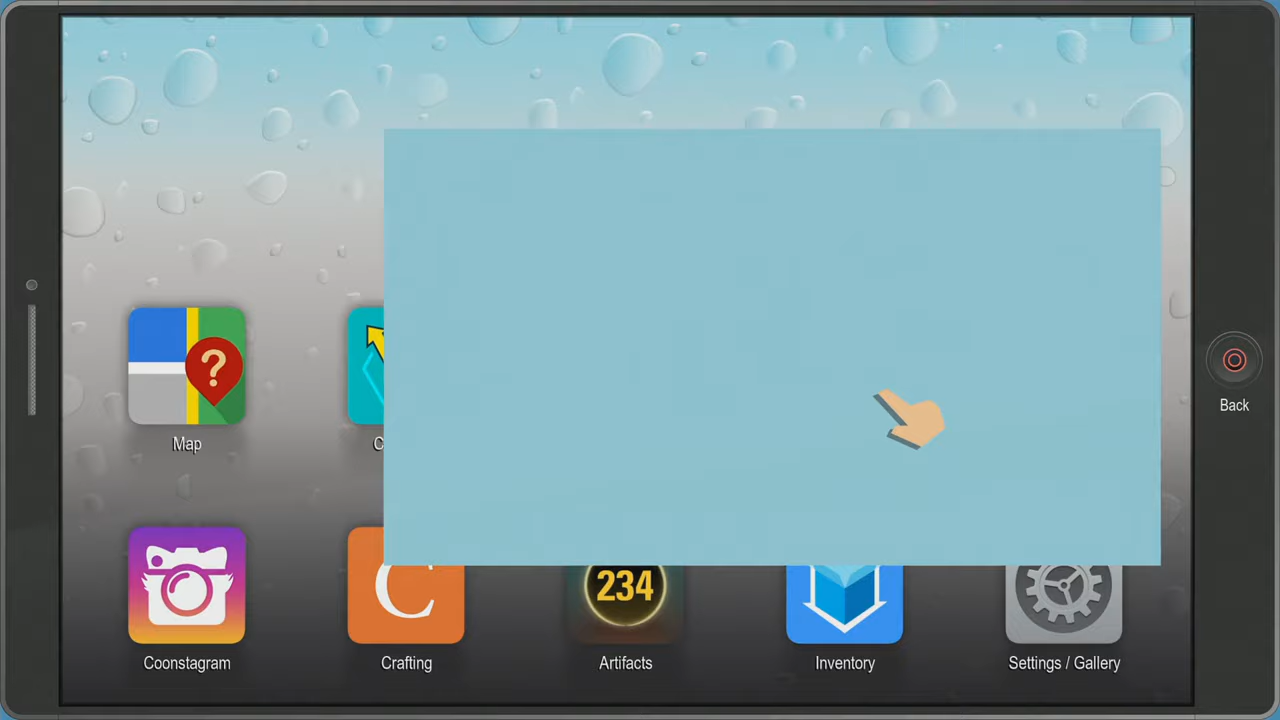 ?
Map
Back
234
Coonstagram
Crafting
Artifacts
Inventory
Settings / Gallery